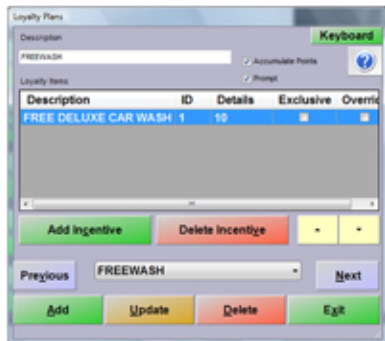 Loyalty Plans
Description
Keyboard
FREEWASH
Accumulate Points
?
Loyalty Items
Prompt
Description ID Details Exclusive Overric
FREE DELUXE CAR WASH 1 10
Add Incentive Delete Incentive
Previous FREEWASH Next
Add Update Delete Exit